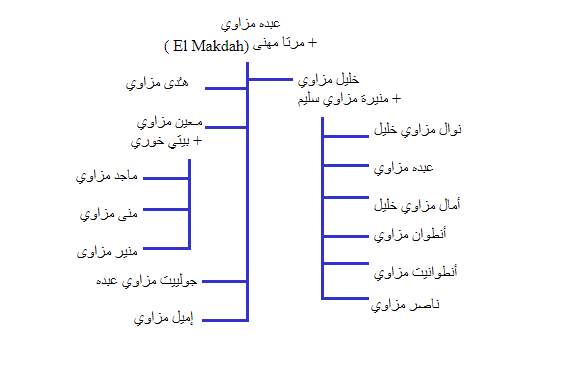 عبده مزاوي
+ مرتا مهنى (El Makdah )
خليل مزاوي
+ منيرة مزاوي سليم
نوال مزاوي خليل
عبده مزاوي
أمال مزاوي خليل
أنطوان مزاوي
أنطوانيت مزاوي
ناصر مزاوي
هدى مزاوي
معين مزاوي
+ بيتي خوري
ماجد مزاوي
منى مزاوي
منير مزاوى
جولييت مزاوي عبده
إميل مزاوي